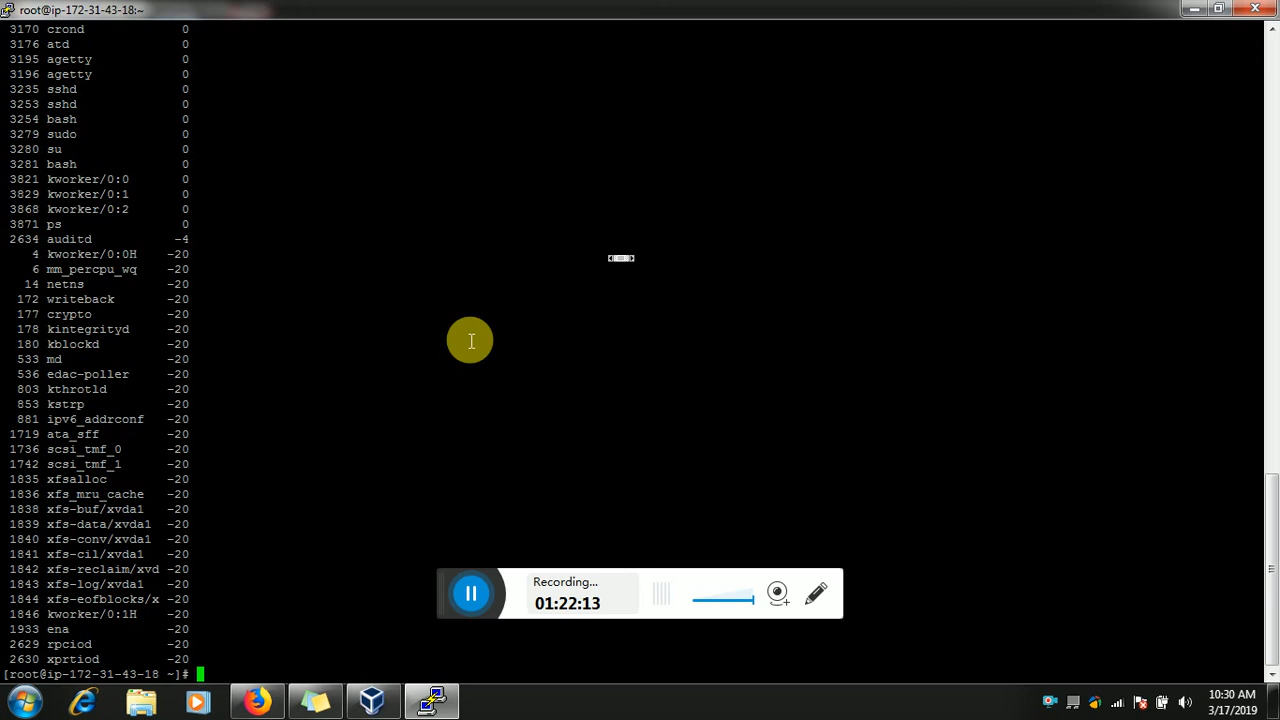 root@ip-172-31-43-18:~
3170 crond 0
3176 atd 0
3195 agetty 0
3196 agetty 0
3235 sshd 0
3253 sshd 0
3254 bash 0
3279 sudo 0
3280 su 0
3281 bash 0
3821 kworker/0:0 0
3829 kworker/0:1 0
3868 kworker/0:2 0
3871 ps 0
2634 auditd -4
4 kworker/0:0H -20
6 mm_percpu_wq -20
14 netns -20
172 writeback -20
177 crypto -20
178 kintegrityd -20
180 kblockd -20
533 md -20
536 edac-poller -20
803 kthrotld -20
853 kstrp -20
881 ipv6_addrconf -20
1719 ata_sff -20
1736 scsi_tmf_0 -20
1742 scsi_tmf_1 -20
1835 xfsalloc -20
1836 xfs_mru_cache -20
1838 xfs-buf/xvda1 -20
1839 xfs-data/xvda1 -20
1840 xfs-conv/xvda1 -20
1841 xfs-cil/xvda1 -20
1842 xfs-reclaim/xvd -20
1843 xfs-log/xvda1 -20
1844 xfs-eofblocks/x -20
1846 kworker/0:1H -20
1933 ena -20
2629 rpciod -20
2630 xprtiod -20
[root@ip-172-31-43-18 ~]#
Recording...
01:22:13
10:30 AM
3/17/2019